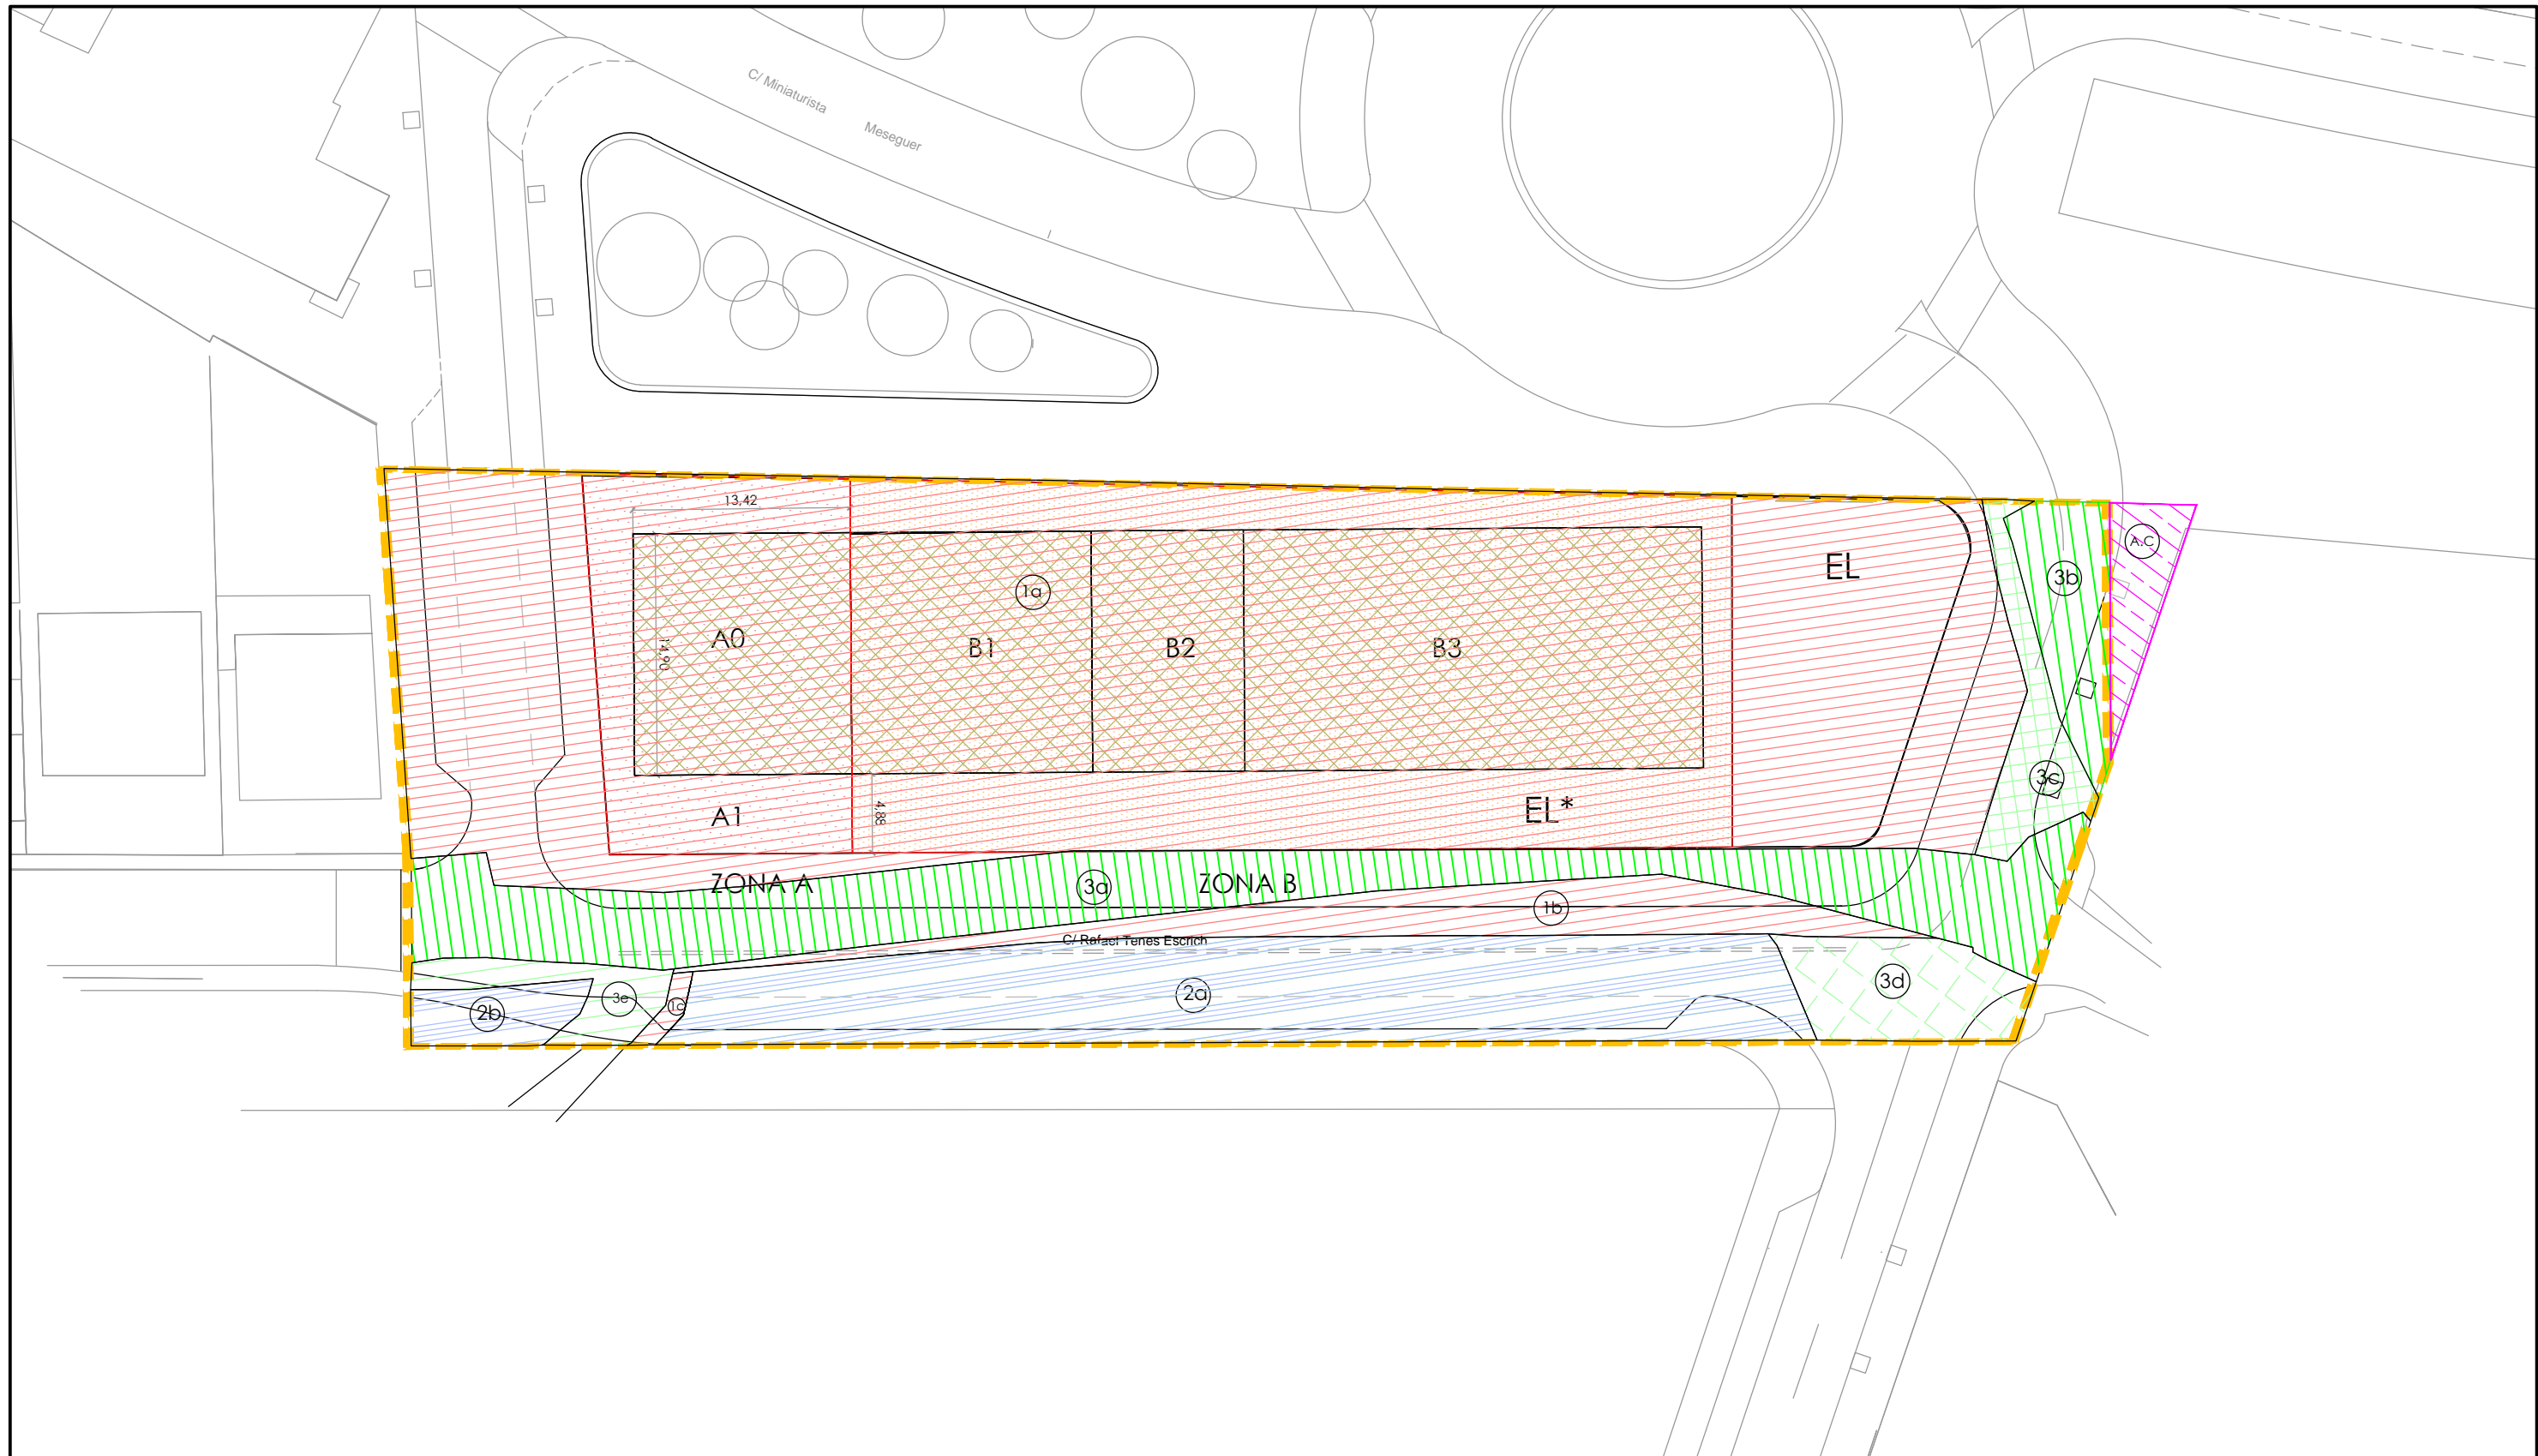 C/ Miniaturista
Meseguer
13,42
EL
A.C
3b
1a
A0
14,90
B1
B2
B3
3c
A1
4,88
EL*
ZONA A
3a
ZONA B
1b
C/ Rafael Tenes Escrich
3d
2b
3e
1c
2a